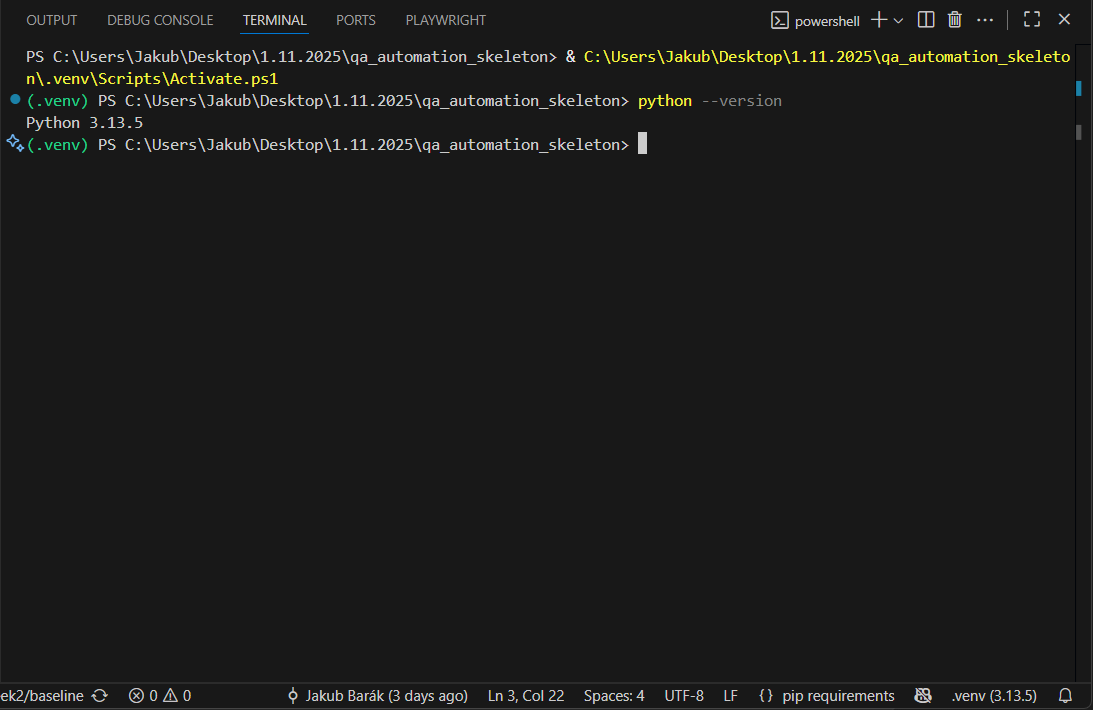 OUTPUT DEBUG CONSOLE TERMINAL PORTS PLAYWRIGHT powershell
PS C:\Users\Jakub\Desktop\1.11.2025\qa_automation_skeleton> & C:\Users\Jakub\Desktop\1.11.2025\qa_automation_skeleto
n\.venv\Scripts\Activate.ps1
(.venv) PS C:\Users\Jakub\Desktop\1.11.2025\qa_automation_skeleton> python --version
Python 3.13.5
(.venv) PS C:\Users\Jakub\Desktop\1.11.2025\qa_automation_skeleton>
ek2/baseline 0 0 Jakub Barák (3 days ago) Ln 3, Col 22 Spaces: 4 UTF-8 LF {} pip requirements .venv (3.13.5)